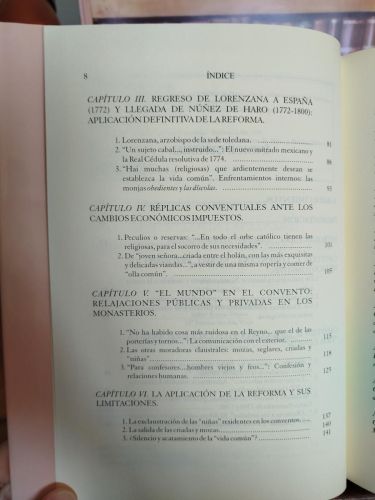 8 ÍNDICE
CAPÍTULO III. REGRESO DE LORENZANA A ESPAÑA
(1772) Y LLEGADA DE NÚÑEZ DE HARO (1772-1800):
APLICACIÓN DEFINITIVA DE LA REFORMA.
1. Lorenzana, arzobispo de la sede toledana. 81
2. "Un sujeto cabal..., instruido...": El nuevo mitrado mexicano y
la Real Cédula resolutiva de 1774. 86
3. "Hai muchas (religiosas) que ardientemente desean se
establezca la vida común". Enfrentamientos internas: las
monjas obedientes y las díscolas. 93
CAPÍTULO IV. RÉPLICAS CONVENTUALES ANTE LOS
CAMBIOS ECONÓMICOS IMPUESTOS.
1. Peculios o reservas: "...En todo el orbe católico tienen las
religiosas, para el socorro de sus necesidades". 101
2. De "joven señora...criada entre el holán, con las más exquisitas
y delicadas viandas...", a vestir de una misma ropería y comer de
"olla común". 105
CAPÍTULO V. "EL MUNDO" EN EL CONVENTO:
RELAJACIONES PÚBLICAS Y PRIVADAS EN LOS
MONASTERIOS.
1. "No ha habido cosa más ruidosa en el Reyno,.. que el de las
porterías y tornos...": La comunicación con el exterior. 115
2. Las otras moradoras claustrales: mozas, seglares, criadas y
"niñas". 118
3. "Para confesores....hombres viejos y feos...": Confesión y
relaciones humanas. 125
CAPÍTULO VI. LA APLICACIÓN DE LA REFORMA Y SUS
LIMITACIONES.
1. La exclaustración de las "niñas" residentes en los conventos. 137
2. La salida de las criadas y mozas. 140
3. ¿Silencio y acatamiento de la "vida común"? 141